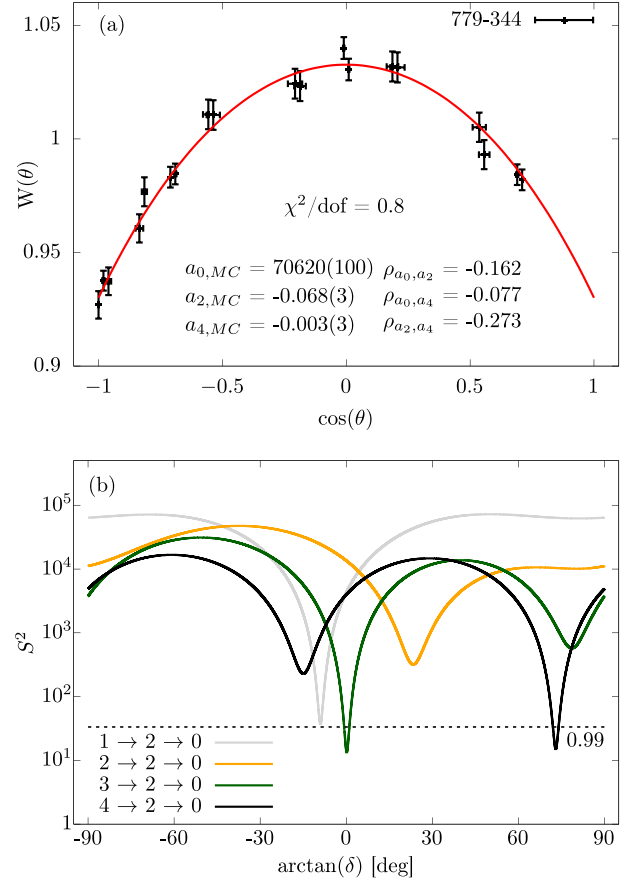 (a)
779-344
1.05
1
0.95
0.9
W(θ)
χ²/dof = 0.8
a₀,MC = 70620(100) ρa₀,a₂ = -0.162
a₂,MC = -0.068(3) ρa₀,a₄ = -0.077
a₄,MC = -0.003(3) ρa₂,a₄ = -0.273
-1 -0.5 0 0.5 1
cos(θ)
(b)
10⁵
10⁴
10³
10²
10¹
1
S²
0.99
1 → 2 → 0
2 → 2 → 0
3 → 2 → 0
4 → 2 → 0
-90 -60 -30 0 30 60 90
arctan(δ) [deg]